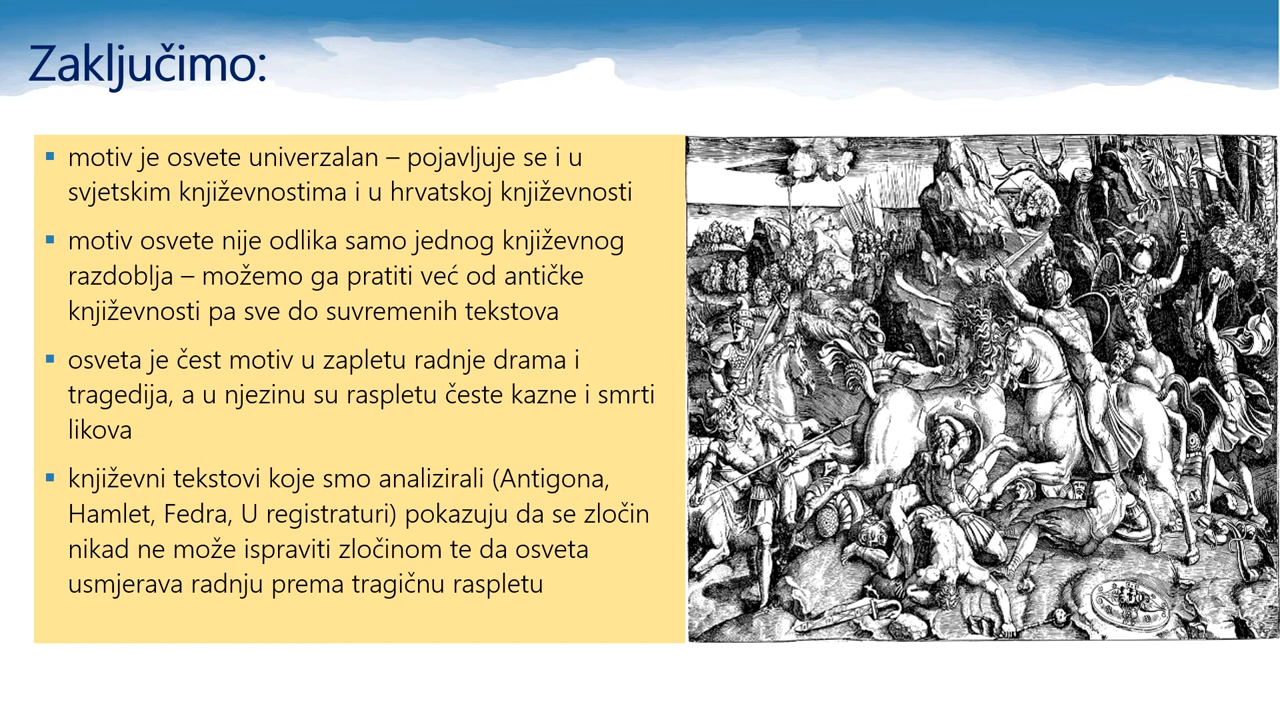 Zaključimo:
motiv je osvete univerzalan – pojavljuje se i u
svjetskim književnostima i u hrvatskoj književnosti
motiv osvete nije odlika samo jednog književnog
razdoblja – možemo ga pratiti već od antičke
književnosti pa sve do suvremenih tekstova
osveta je čest motiv u zapletu radnje drama i
tragedija, a u njezinu su raspletu česte kazne i smrti
likova
književni tekstovi koje smo analizirali (Antigona,
Hamlet, Fedra, U registraturi) pokazuju da se zločin
nikad ne može ispraviti zločinom te da osveta
usmjerava radnju prema tragičnu raspletu